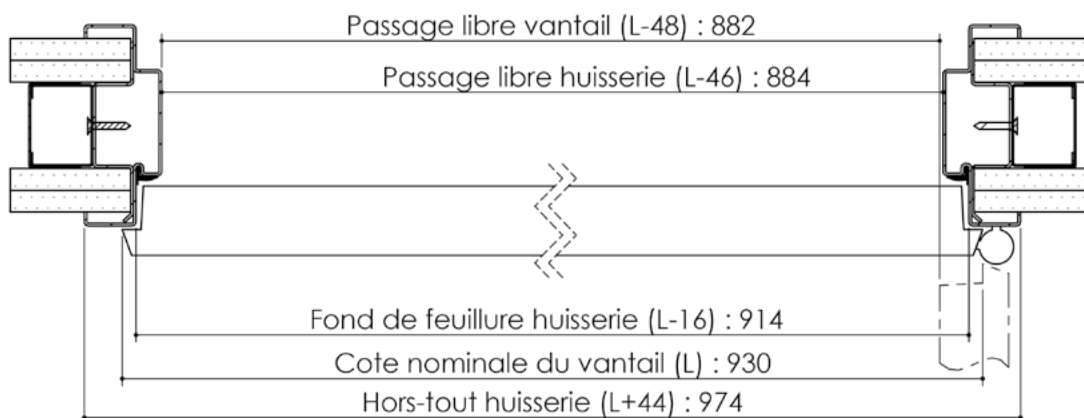 Passage libre vantail (L-48) : 882
Passage libre huisserie (L-46) : 884
Fond de feuillure huisserie (L-16) : 914
Cote nominale du vantail (L) : 930
Hors-tout huisserie (L+44) : 974